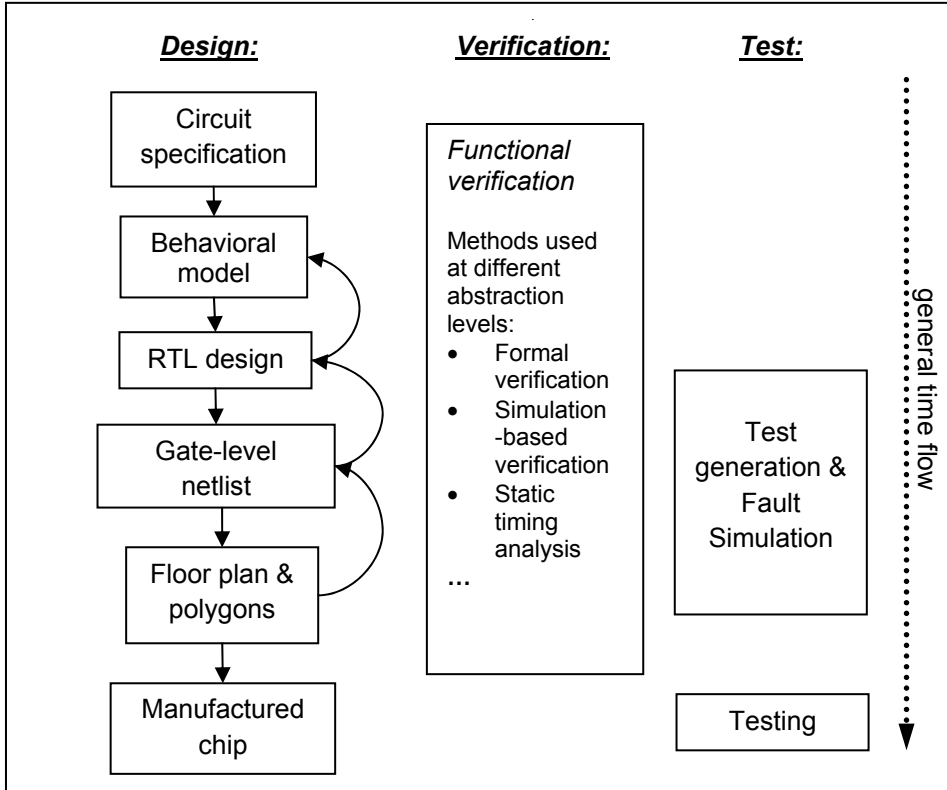 Design:
Verification:
Test:
Circuit
specification
Behavioral
model
RTL design
Gate-level
netlist
Floor plan &
polygons
Manufactured
chip
Functional
verification
Methods used
at different
abstraction
levels:
• Formal
verification
• Simulation
-based
verification
• Static
timing
analysis
...
Test
generation &
Fault
Simulation
Testing
general time flow